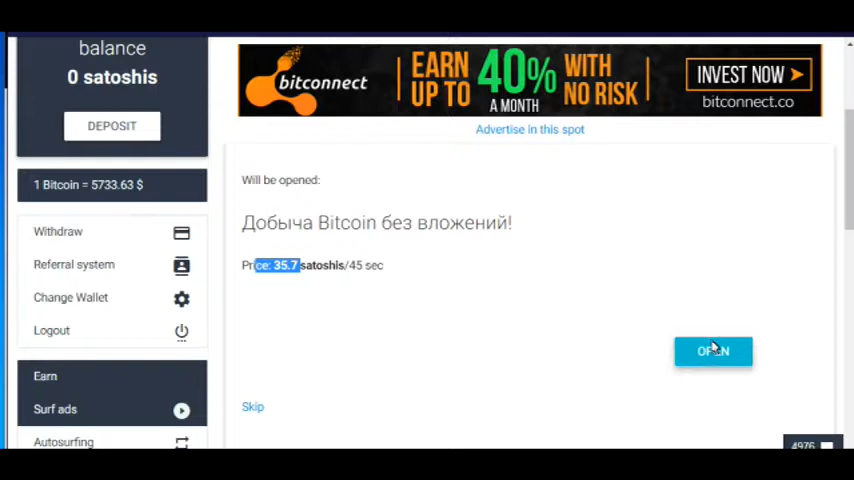 balance
0 satoshis
DEPOSIT
1 Bitcoin = 5733.63 $
Withdraw
Referral system
Change Wallet
Logout
Earn
Surf ads
Autosurfing
bitconnect
EARN UP TO 40% A MONTH WITH NO RISK
INVEST NOW
bitconnect.co
Advertise in this spot
Will be opened:
Добыча Bitcoin без вложений!
Price: 35.7 satoshis/45 sec
OPEN
Skip
4976